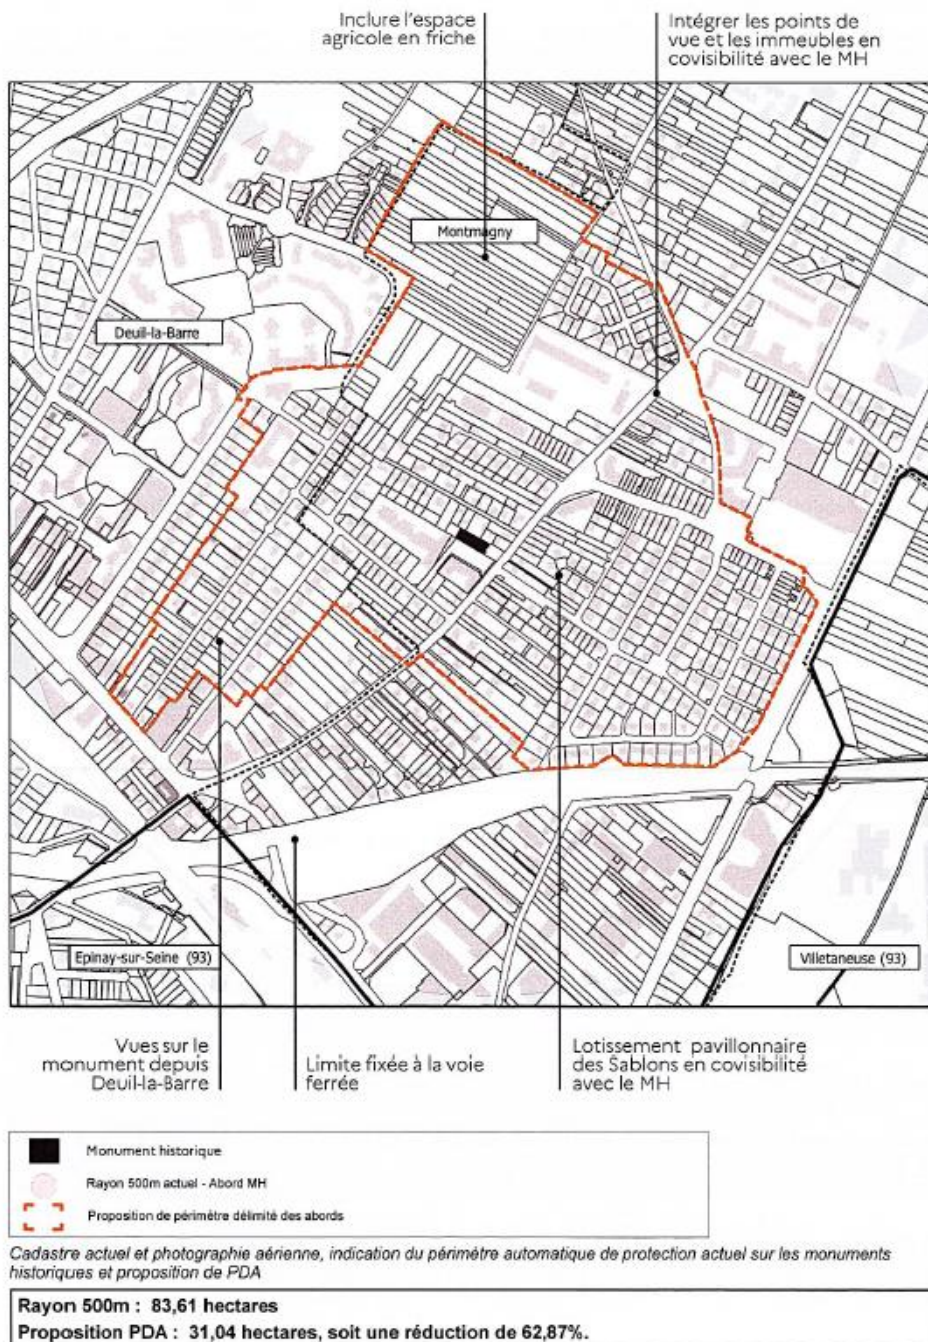 Inclure l'espace
agricole en friche
Intégrer les points de
vue et les immeubles en
covisibilité avec le MH
Montmagny
Deuil-la-Barre
Epinay-sur-Seine (93)
Villetaneuse (93)
Vues sur le
monument depuis
Deuil-la-Barre
Limite fixée à la voie
ferrée
Lotissement pavillonnaire
des Sablons en covisibilité
avec le MH
Monument historique
Rayon 500m actuel - Abord MH
Proposition de périmètre délimité des abords
Cadastre actuel et photographie aérienne, indication du périmètre automatique de protection actuel sur les monuments
historiques et proposition de PDA
Rayon 500m : 83,61 hectares
Proposition PDA : 31,04 hectares, soit une réduction de 62,87%.